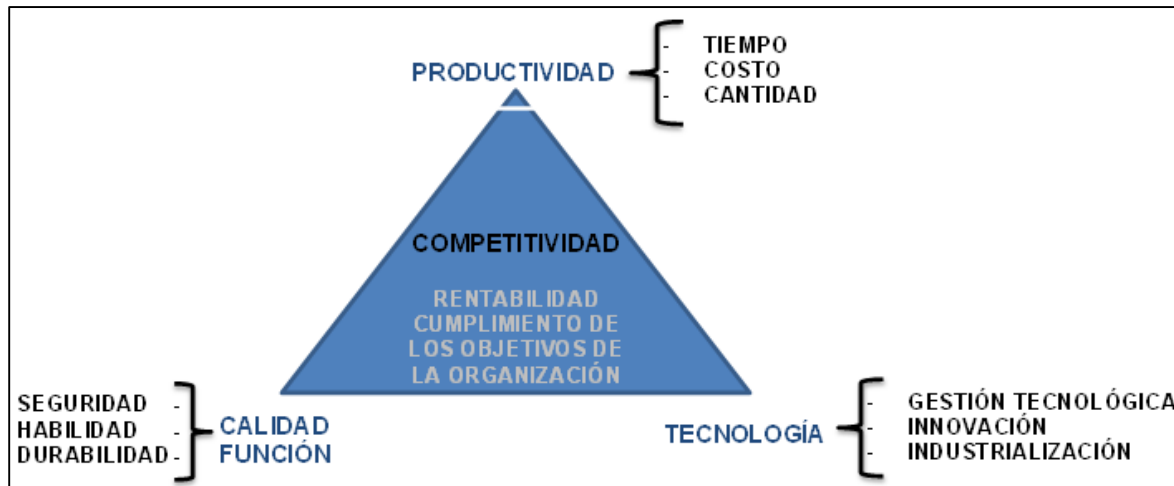 PRODUCTIVIDAD
- TIEMPO
- COSTO
- CANTIDAD
COMPETITIVIDAD
RENTABILIDAD
CUMPLIMIENTO DE
LOS OBJETIVOS DE
LA ORGANIZACIÓN
SEGURIDAD -
HABILIDAD -
DURABILIDAD -
CALIDAD
FUNCIÓN
TECNOLOGÍA
- GESTIÓN TECNOLÓGICA
- INNOVACIÓN
- INDUSTRIALIZACIÓN